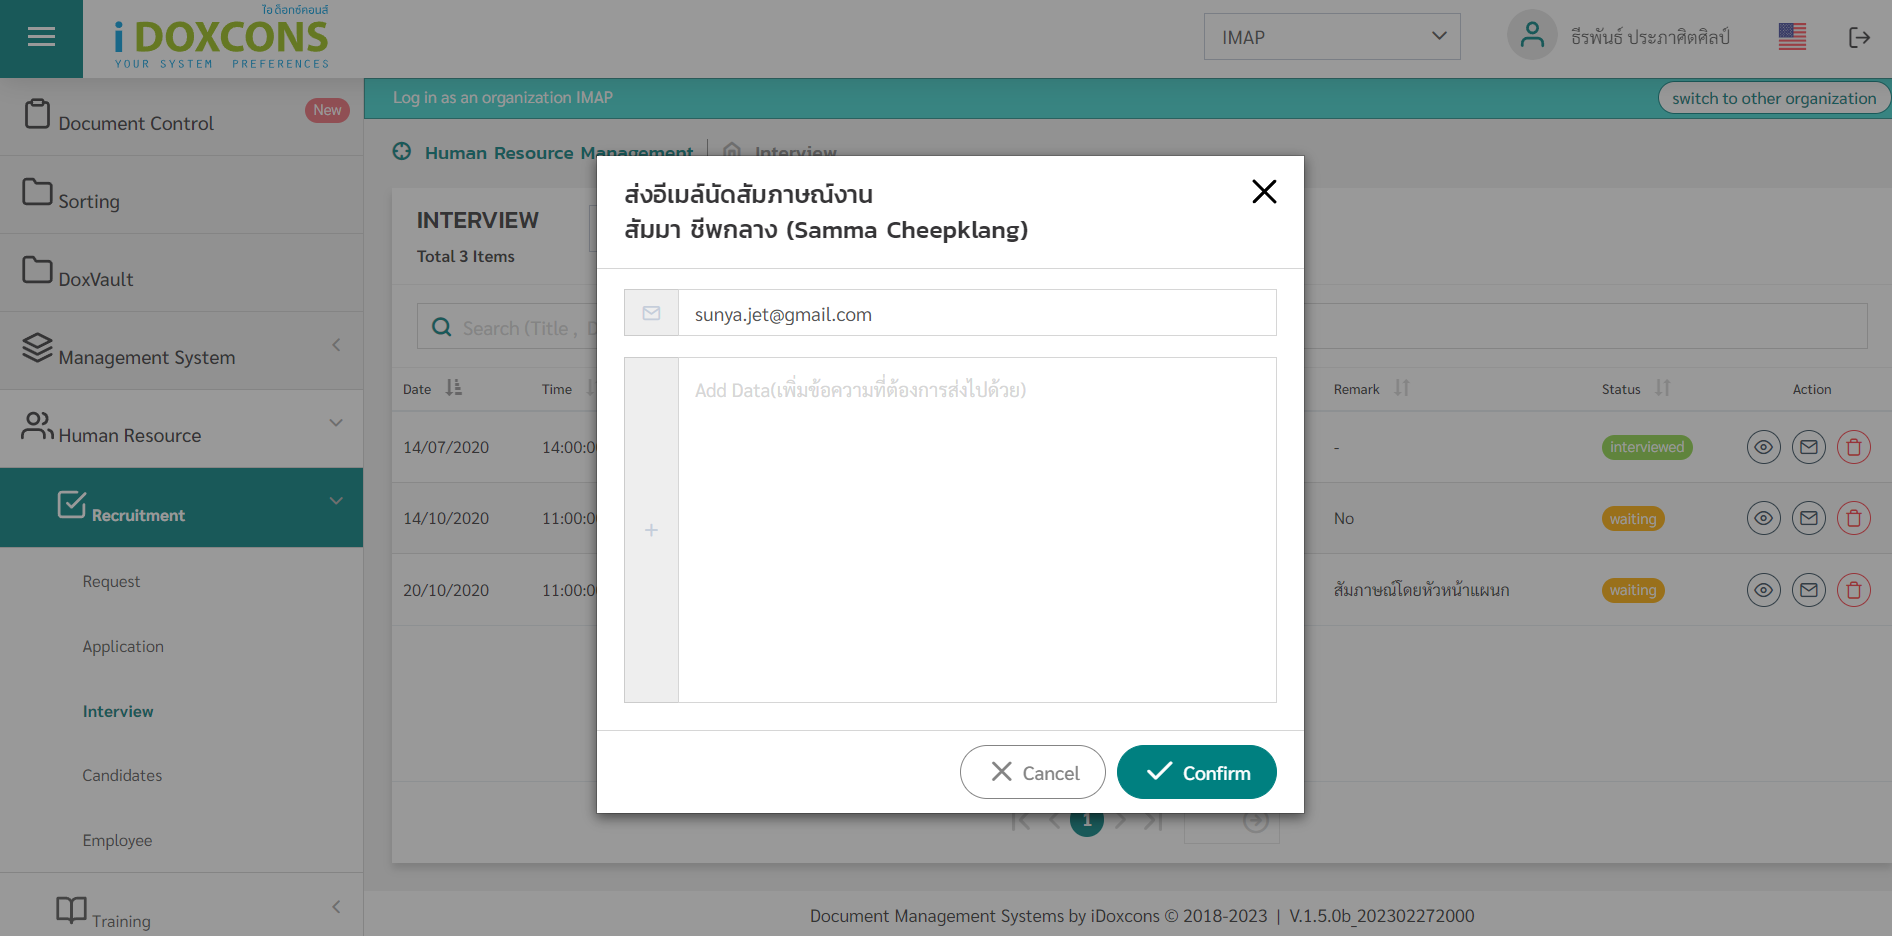 ไอด็อกซ์คอนส์
i DOXCONS
YOUR SYSTEM PREFERENCES
IMAP
ธีรพันธ์ ประภาศิตศิลป์
Log in as an organization IMAP
switch to other organization
Document Control
New
Sorting
DoxVault
Management System
Human Resource
Recruitment
Request
Application
Interview
Candidates
Employee
Training
Human Resource Management
Interview
INTERVIEW
Total 3 Items
Search (Title ,
Date
Time
Remark
Status
Action
14/07/2020
14:00:0
-
interviewed
14/10/2020
11:00:0
No
waiting
20/10/2020
11:00:0
สัมภาษณ์โดยหัวหน้าแผนก
waiting
ส่งอีเมล์นัดสัมภาษณ์งาน
สัมมา ชีพกลาง (Samma Cheepklang)
sunya.jet@gmail.com
Add Data(เพิ่มข้อความที่ต้องการส่งไปด้วย)
Cancel
Confirm
1
Document Management Systems by iDoxcons © 2018-2023 | V.1.5.0b_202302272000